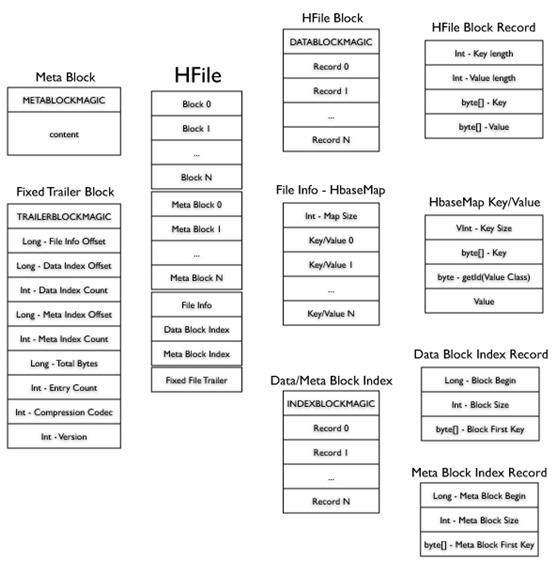 Meta Block
METABLOCKMAGIC
content
Fixed Trailer Block
TRAILERBLOCKMAGIC
Long - File Info Offset
Long - Data Index Offset
Int - Data Index Count
Long - Meta Index Offset
Int - Meta Index Count
Long - Total Bytes
Int - Entry Count
Int - Compression Codec
Int - Version
HFile
Block 0
Block 1
...
Block N
Meta Block 0
Meta Block 1
...
Meta Block N
File Info
Data Block Index
Meta Block Index
Fixed File Trailer
HFile Block
DATABLOCKMAGIC
Record 0
Record 1
...
Record N
File Info - HbaseMap
Int - Map Size
Key/Value 0
Key/Value 1
...
Key/Value N
Data/Meta Block Index
INDEXBLOCKMAGIC
Record 0
Record 1
...
Record N
HFile Block Record
Int - Key length
Int - Value length
byte[] - Key
byte[] - Value
HbaseMap Key/Value
VInt - Key Size
byte[] - Key
byte - getId(Value Class)
Value
Data Block Index Record
Long - Block Begin
Int - Block Size
byte[] - Block First Key
Meta Block Index Record
Long - Meta Block Begin
Int - Meta Block Size
byte[] - Meta Block First Key